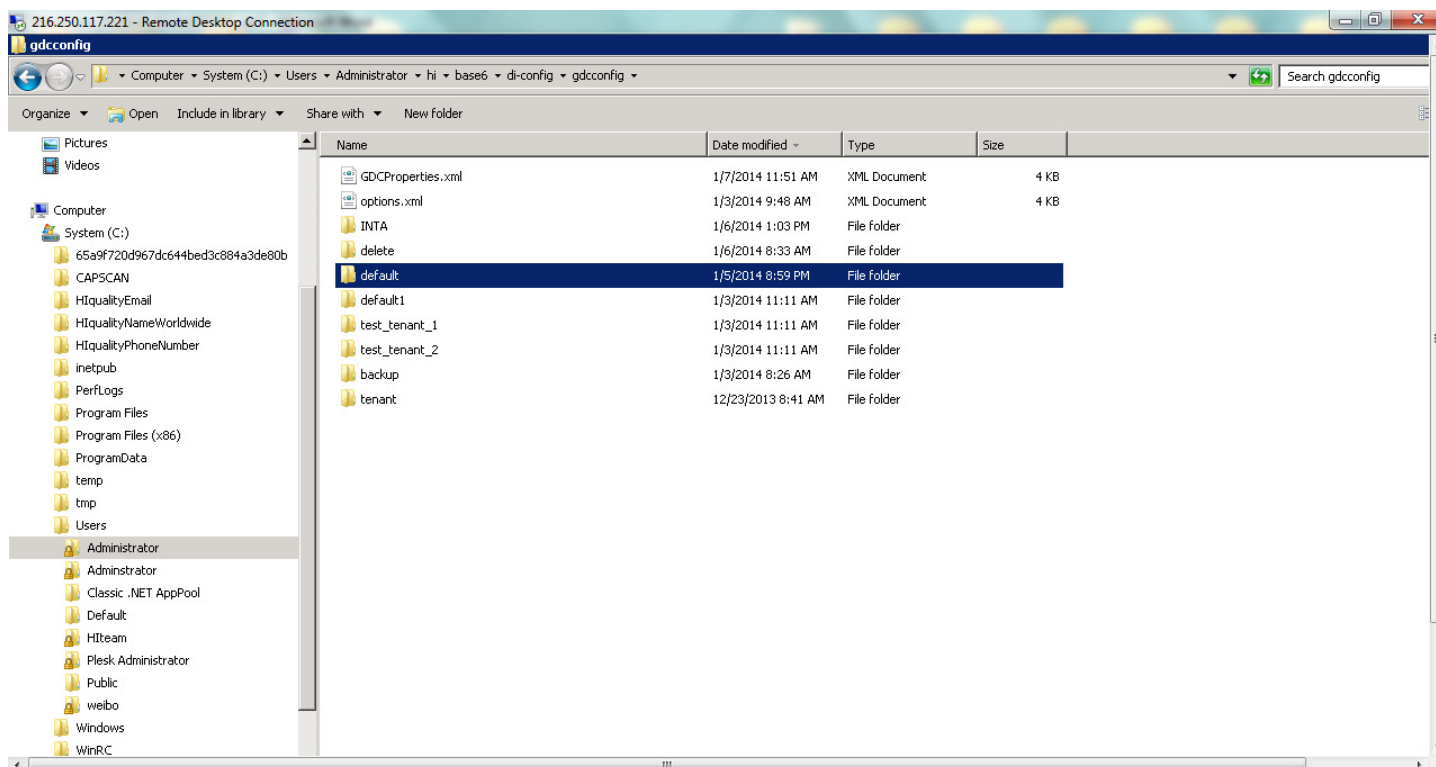 216.250.117.221 - Remote Desktop Connection
gdcconfig
Computer System (C:) Users Administrator hi base6 di-config gdcconfig
Search gdcconfig
Organize Open Include in library Share with New folder
Pictures
Videos
Computer
System (C:)
65a9f720d967dc644bed3c884a3de80b
CAPSCAN
HIqualityEmail
HIqualityNameWorldwide
HIqualityPhoneNumber
inetpub
PerfLogs
Program Files
Program Files (x86)
ProgramData
temp
tmp
Users
Administrator
Adminstrator
Classic .NET AppPool
Default
HIteam
Plesk Administrator
Public
weibo
Windows
WinRC
Name Date modified Type Size
GDCProperties.xml 1/7/2014 11:51 AM XML Document 4 KB
options.xml 1/3/2014 9:48 AM XML Document 4 KB
INTA 1/6/2014 1:03 PM File folder
delete 1/6/2014 8:33 AM File folder
default 1/5/2014 8:59 PM File folder
default1 1/3/2014 11:11 AM File folder
test_tenant_1 1/3/2014 11:11 AM File folder
test_tenant_2 1/3/2014 11:11 AM File folder
backup 1/3/2014 8:26 AM File folder
tenant 12/23/2013 8:41 AM File folder